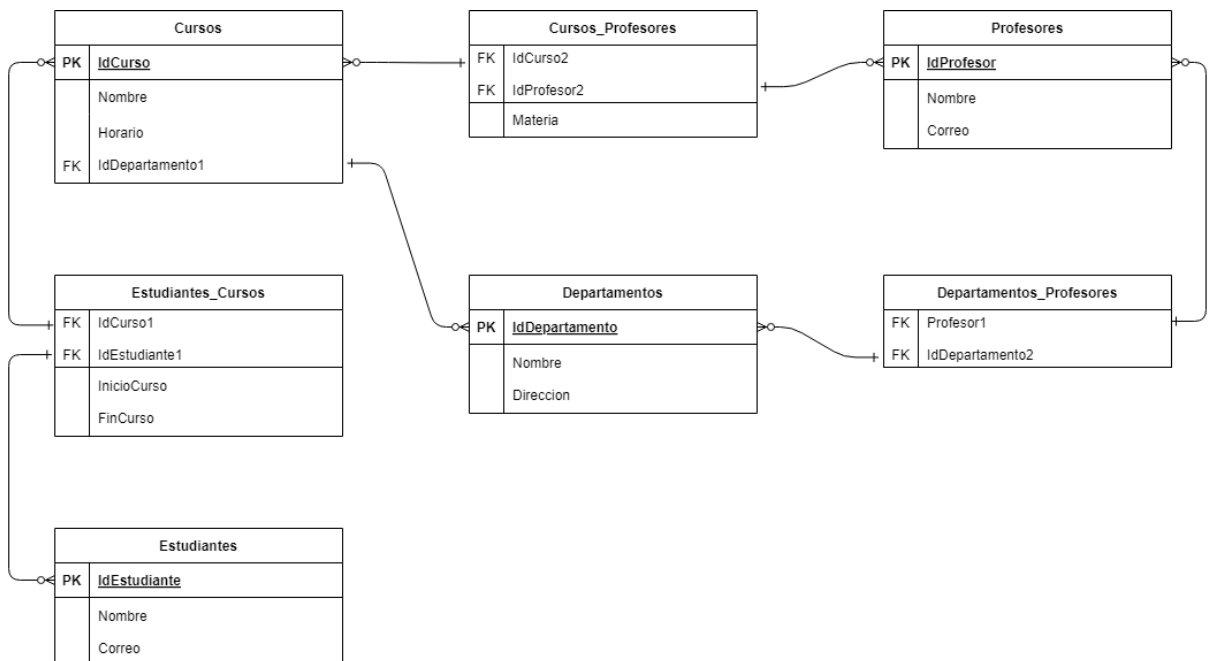 Cursos
PK IdCurso
Nombre
Horario
FK IdDepartamento1
Cursos_Profesores
FK IdCurso2
FK IdProfesor2
Materia
Profesores
PK IdProfesor
Nombre
Correo
Estudiantes_Cursos
FK IdCurso1
FK IdEstudiante1
InicioCurso
FinCurso
Departamentos
PK IdDepartamento
Nombre
Direccion
Departamentos_Profesores
FK Profesor1
FK IdDepartamento2
Estudiantes
PK IdEstudiante
Nombre
Correo